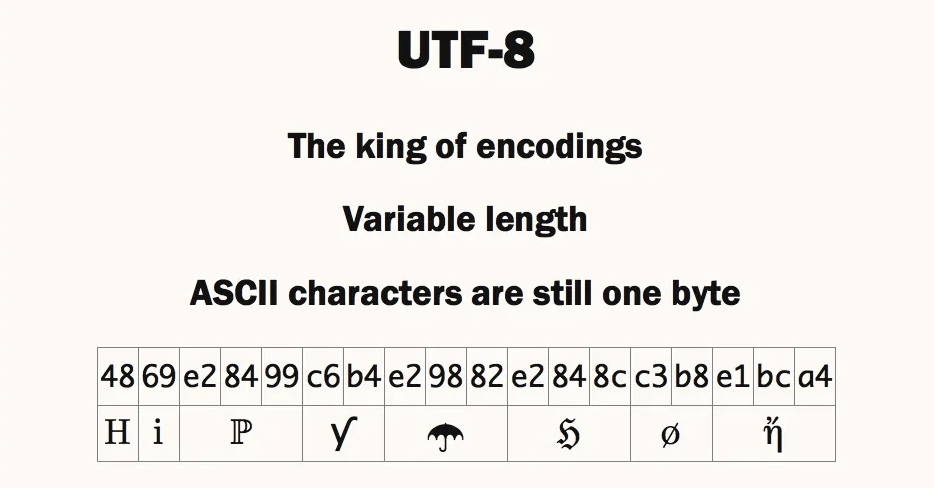 UTF-8
The king of encodings
Variable length
ASCII characters are still one byte
48 69 e2 84 99 c6 b4 e2 98 82 e2 84 8c c3 b8 e1 bc a4
H i ℙ ƴ ☂ ℌ ø ἤ